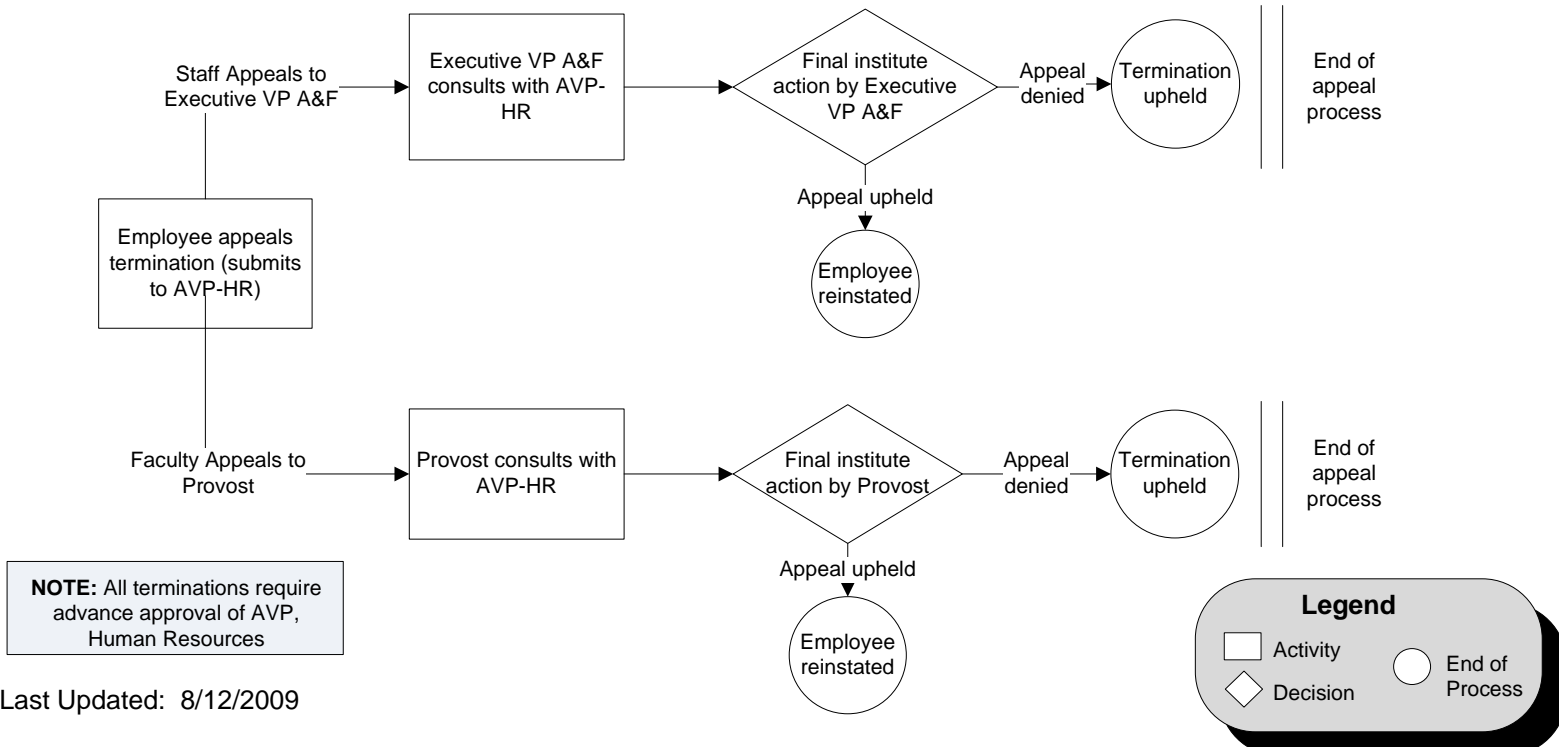 Staff Appeals to
Executive VP A&F
Executive VP A&F
consults with AVP-
HR
Final institute
action by Executive
VP A&F
Appeal
denied
Termination
upheld
End of
appeal
process
Appeal upheld
Employee
reinstated
Employee appeals
termination (submits
to AVP-HR)
Faculty Appeals to
Provost
Provost consults with
AVP-HR
Final institute
action by Provost
Appeal
denied
Termination
upheld
End of
appeal
process
Appeal upheld
Employee
reinstated
NOTE: All terminations require
advance approval of AVP,
Human Resources
Last Updated: 8/12/2009
Legend
Activity
Decision
End of
Process